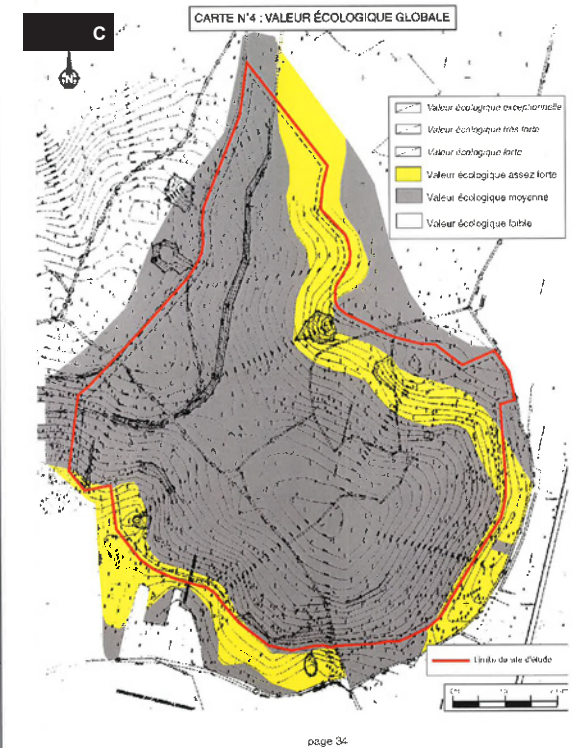 CARTE N°4 : VALEUR ÉCOLOGIQUE GLOBALE
C
N
Valeur écologique exceptionnelle
Valeur écologique très forte
Valeur écologique forte
Valeur écologique assez forte
Valeur écologique moyenne
Valeur écologique faible
Limite du site d'étude
page 34